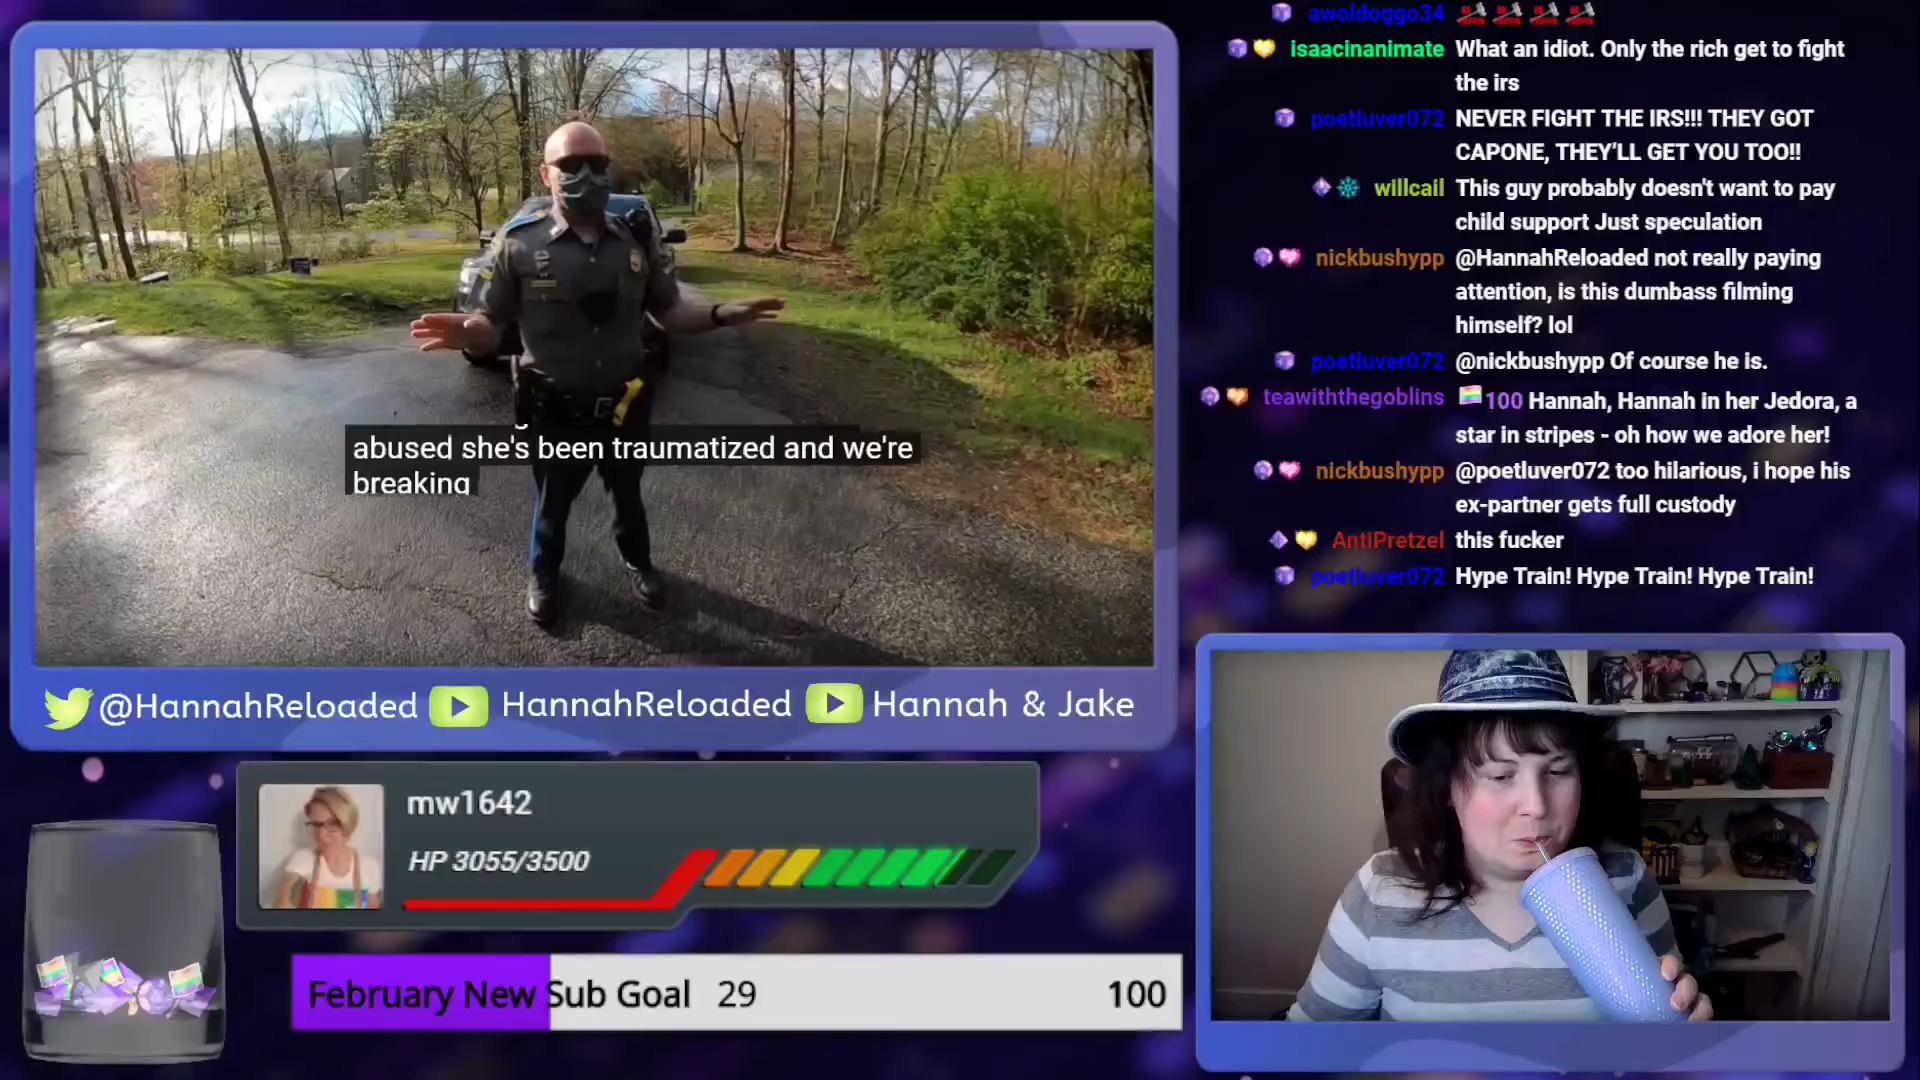 abused she's been traumatized and we're
breaking
@HannahReloaded HannahReloaded Hannah & Jake
mw1642
HP 3055/3500
February New Sub Goal 29 100
awoldoggo34
isaacinanimate What an idiot. Only the rich get to fight
the irs
poetluver072 NEVER FIGHT THE IRS!!! THEY GOT
CAPONE, THEY'LL GET YOU TOO!!
willcail This guy probably doesn't want to pay
child support Just speculation
nickbushypp @HannahReloaded not really paying
attention, is this dumbass filming
himself? lol
poetluver072 @nickbushypp Of course he is.
teawiththegoblins 100 Hannah, Hannah in her Jedora, a
star in stripes - oh how we adore her!
nickbushypp @poetluver072 too hilarious, i hope his
ex-partner gets full custody
AntiPretzel this fucker
poetluver072 Hype Train! Hype Train! Hype Train!